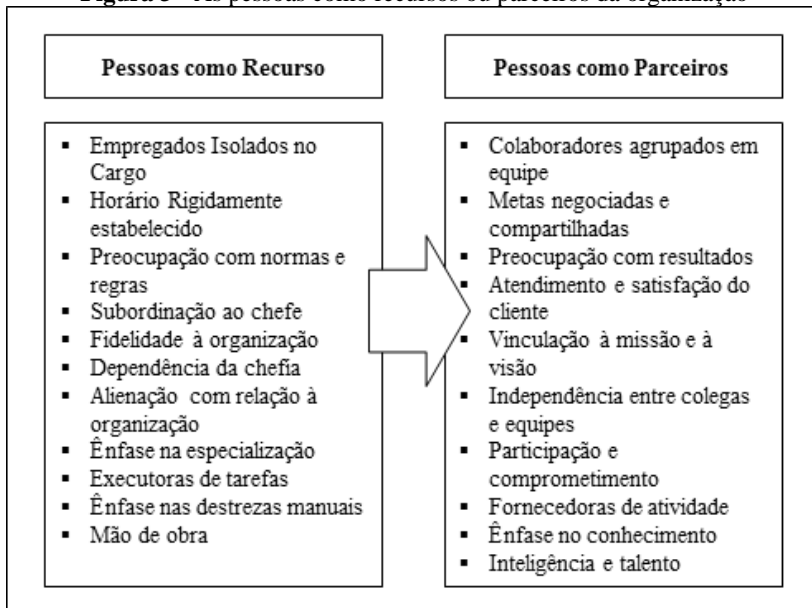 Figura 3 - As pessoas como recursos ou parceiros da organização
Pessoas como Recurso
▪ Empregados Isolados no
Cargo
▪ Horário Rigidamente
estabelecido
▪ Preocupação com normas e
regras
▪ Subordinação ao chefe
▪ Fidelidade à organização
▪ Dependência da chefia
▪ Alienação com relação à
organização
▪ Ênfase na especialização
▪ Executoras de tarefas
▪ Ênfase nas destrezas manuais
▪ Mão de obra
Pessoas como Parceiros
▪ Colaboradores agrupados em
equipe
▪ Metas negociadas e
compartilhadas
▪ Preocupação com resultados
▪ Atendimento e satisfação do
cliente
▪ Vinculação à missão e à
visão
▪ Independência entre colegas
e equipes
▪ Participação e
comprometimento
▪ Fornecedoras de atividade
▪ Ênfase no conhecimento
▪ Inteligência e talento